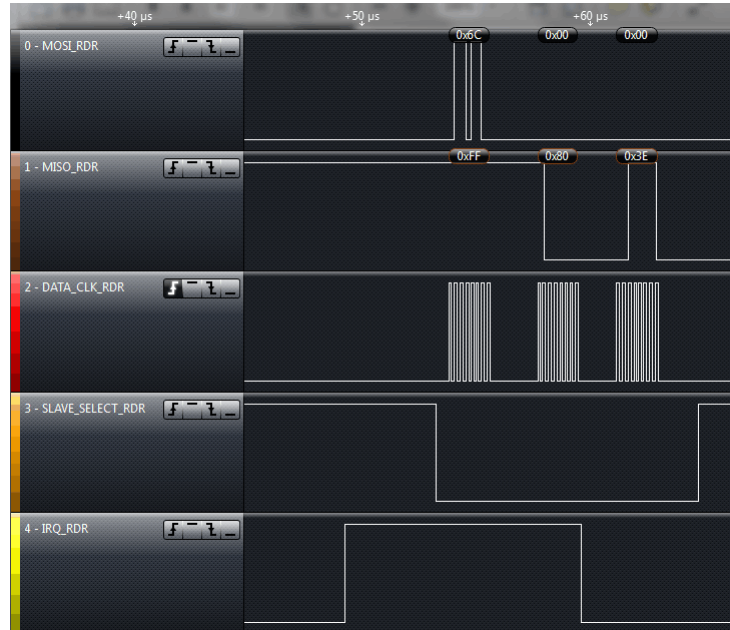 +40 µs +50 µs +60 µs
0 - MOSI_RDR 0x6C 0x00 0x00
1 - MISO_RDR 0xFF 0x80 0x3E
2 - DATA_CLK_RDR
3 - SLAVE_SELECT_RDR
4 - IRQ_RDR